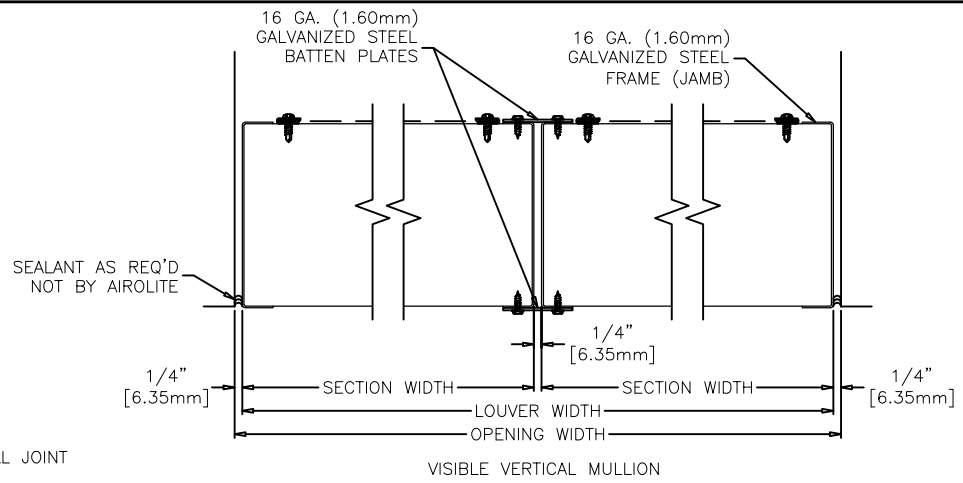 16 GA. (1.60mm)
GALVANIZED STEEL
BATTEN PLATES
16 GA. (1.60mm)
GALVANIZED STEEL
FRAME (JAMB)
SEALANT AS REQ'D
NOT BY AIROLITE
1/4"
[6.35mm]
1/4"
[6.35mm]
SECTION WIDTH
SECTION WIDTH
1/4"
[6.35mm]
LOUVER WIDTH
OPENING WIDTH
JOINT
VISIBLE VERTICAL MULLION